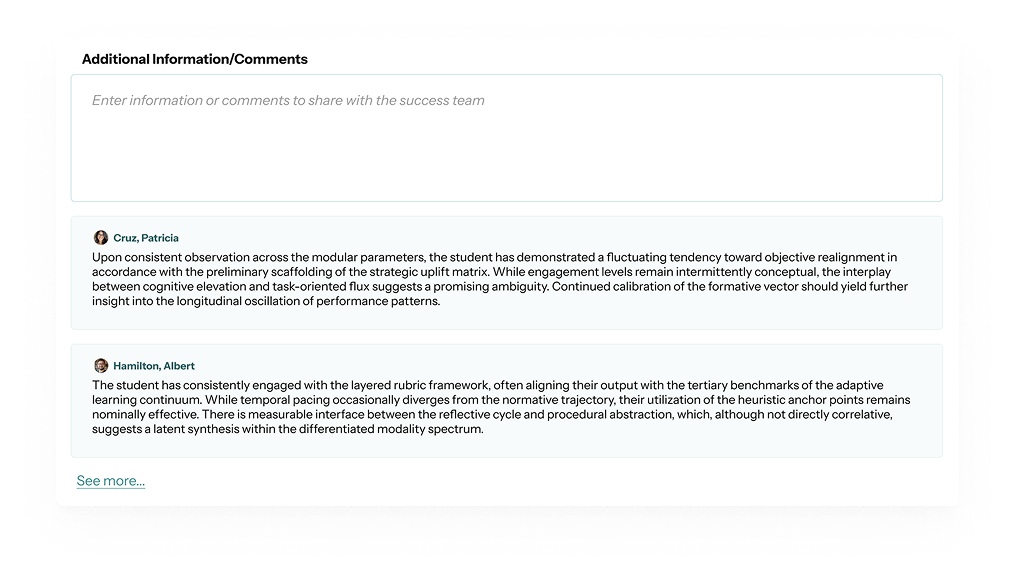 Additional Information/Comments
Enter information or comments to share with the success team
Cruz, Patricia
Upon consistent observation across the modular parameters, the student has demonstrated a fluctuating tendency toward objective realignment in
accordance with the preliminary scaffolding of the strategic uplift matrix. While engagement levels remain intermittently conceptual, the interplay
between cognitive elevation and task-oriented flux suggests a promising ambiguity. Continued calibration of the formative vector should yield further
insight into the longitudinal oscillation of performance patterns.
Hamilton, Albert
The student has consistently engaged with the layered rubric framework, often aligning their output with the tertiary benchmarks of the adaptive
learning continuum. While temporal pacing occasionally diverges from the normative trajectory, their utilization of the heuristic anchor points remains
nominally effective. There is measurable interface between the reflective cycle and procedural abstraction, which, although not directly correlative,
suggests a latent synthesis within the differentiated modality spectrum.
See more...